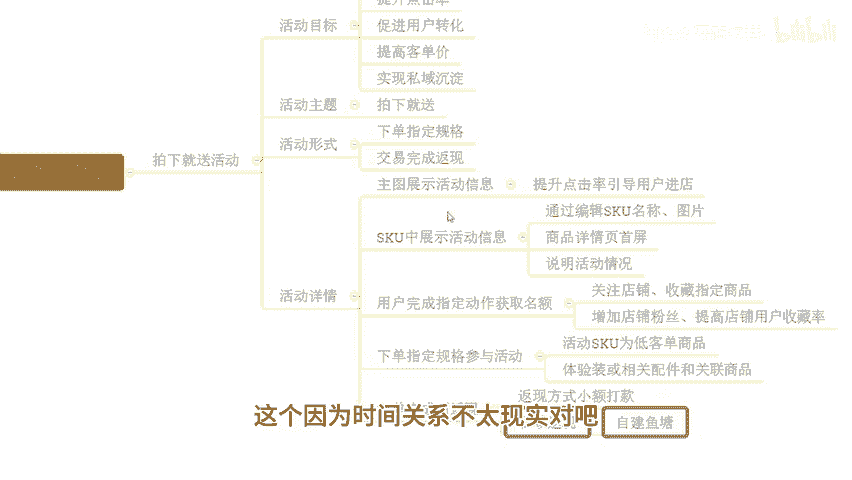 提升点击率
活动目标
促进用户转化
提高客单价
实现私域沉淀
活动主题
拍下就送
活动形式
下单指定规格
交易完成返现
拍下就送活动
主图展示活动信息
提升点击率引导用户进店
SKU中展示活动信息
通过编辑SKU名称、图片
商品详情页首屏
说明活动情况
活动详情
用户完成指定动作获取名额
关注店铺、收藏指定商品
增加店铺粉丝、提高店铺用户收藏率
下单指定规格参与活动
活动SKU为低客单商品
体验装或相关配件和关联商品
返现方式小额打款
自建鱼塘
这个因为时间关系不太现实对吧
bilibili